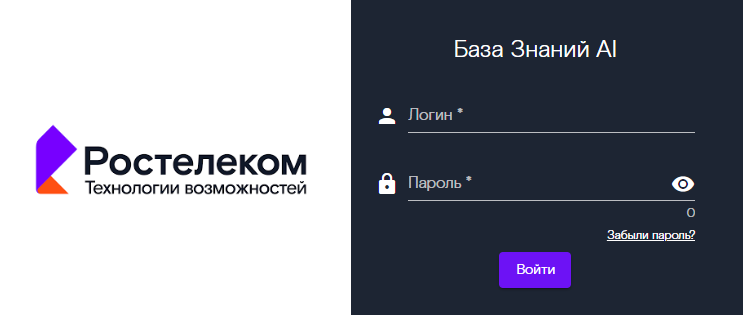 Ростелеком
Технологии возможностей
База Знаний AI
Логин *
Пароль *
0
Забыли пароль?
Войти